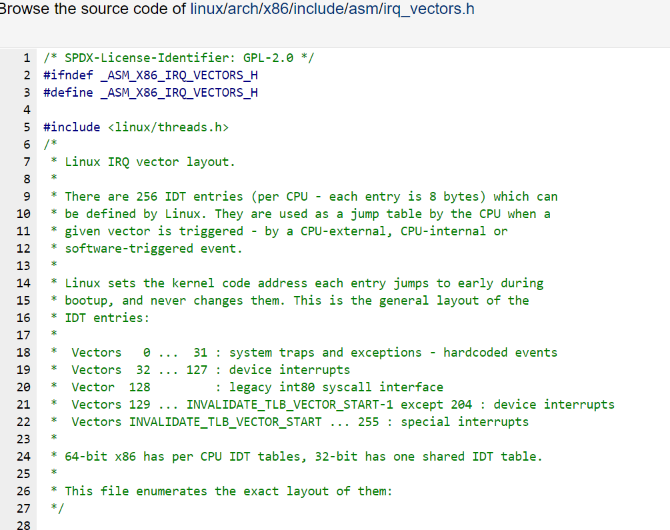 Browse the source code of linux/arch/x86/include/asm/irq_vectors.h
1 /* SPDX-License-Identifier: GPL-2.0 */
2 #ifndef _ASM_X86_IRQ_VECTORS_H
3 #define _ASM_X86_IRQ_VECTORS_H
4
5 #include <linux/threads.h>
6 /*
7  * Linux IRQ vector layout.
8  *
9  * There are 256 IDT entries (per CPU - each entry is 8 bytes) which can
10  * be defined by Linux. They are used as a jump table by the CPU when a
11  * given vector is triggered - by a CPU-external, CPU-internal or
12  * software-triggered event.
13  *
14  * Linux sets the kernel code address each entry jumps to early during
15  * bootup, and never changes them. This is the general layout of the
16  * IDT entries:
17  *
18  *  Vectors   0 ...  31 : system traps and exceptions - hardcoded events
19  *  Vectors  32 ... 127 : device interrupts
20  *  Vector  128         : legacy int80 syscall interface
21  *  Vectors 129 ... INVALIDATE_TLB_VECTOR_START-1 except 204 : device interrupts
22  *  Vectors INVALIDATE_TLB_VECTOR_START ... 255 : special interrupts
23  *
24  * 64-bit x86 has per CPU IDT tables, 32-bit has one shared IDT table.
25  *
26  * This file enumerates the exact layout of them:
27  */
28